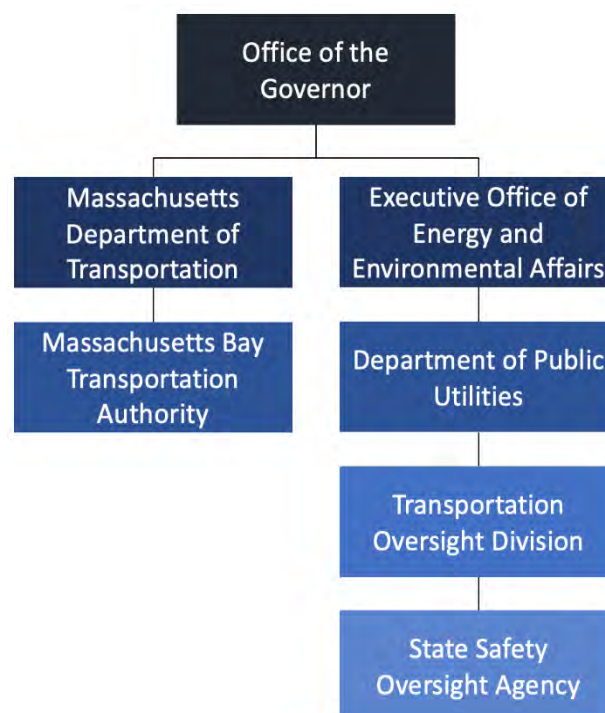 Office of the
Governor
Massachusetts
Department of
Transportation
Executive Office of
Energy and
Environmental Affairs
Massachusetts Bay
Transportation
Authority
Department of Public
Utilities
Transportation
Oversight Division
State Safety
Oversight Agency